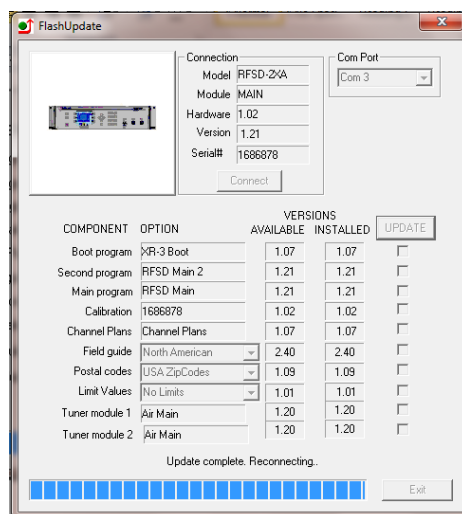 FlashUpdate
Connection
Model RFSD-2XA
Module MAIN
Hardware 1.02
Version 1.21
Serial# 1686878
Connect
Com Port
Com 3
VERSIONS
COMPONENT OPTION AVAILABLE INSTALLED UPDATE
Boot program XR-3 Boot 1.07 1.07
Second program RFSD Main 2 1.21 1.21
Main program RFSD Main 1.21 1.21
Calibration 1686878 1.02 1.02
Channel Plans Channel Plans 1.07 1.07
Field guide North American 2.40 2.40
Postal codes USA ZipCodes 1.09 1.09
Limit Values No Limits 1.01 1.01
Tuner module 1 Air Main 1.20 1.20
Tuner module 2 Air Main 1.20 1.20
Update complete. Reconnecting..
Exit